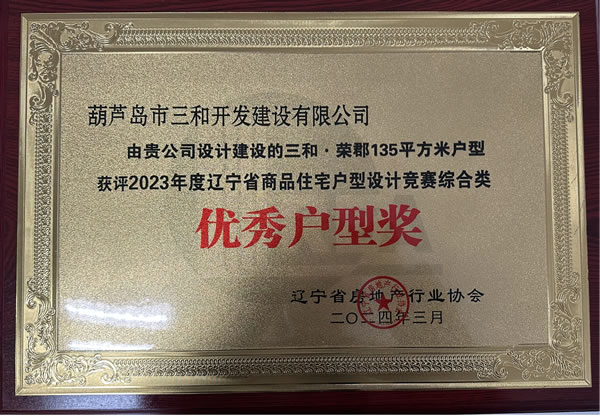 葫芦岛市三和开发建设有限公司
由贵公司设计建设的三和·荣郡135平方米户型
获评2023年度辽宁省商品住宅户型设计竞赛综合类
优秀户型奖
辽宁省房地产行业协会
二〇二四年三月